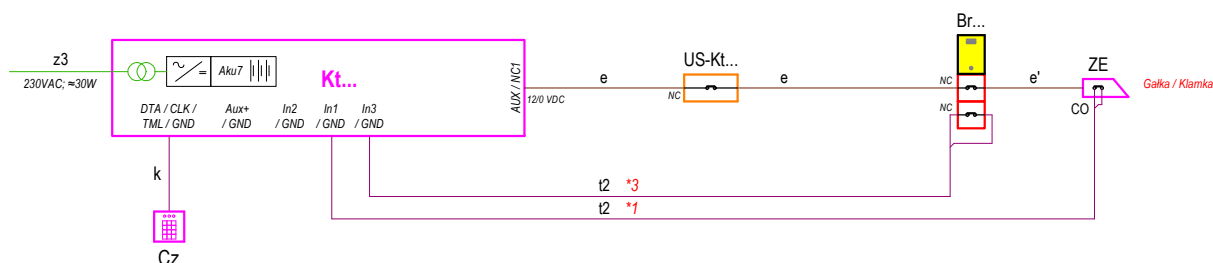 Br...
z3
US-Kt...
ZE
230VAC; ≈30W
Aku7
Kt...
AUX / NC1
12/0 VDC
e
NC
e
NC
e'
Gałka / Klamka
NC
CO
DTA / CLK /
TML / GND
Aux+
/ GND
In2
/ GND
In1
/ GND
In3
/ GND
k
t2 *3
t2 *1
Cz